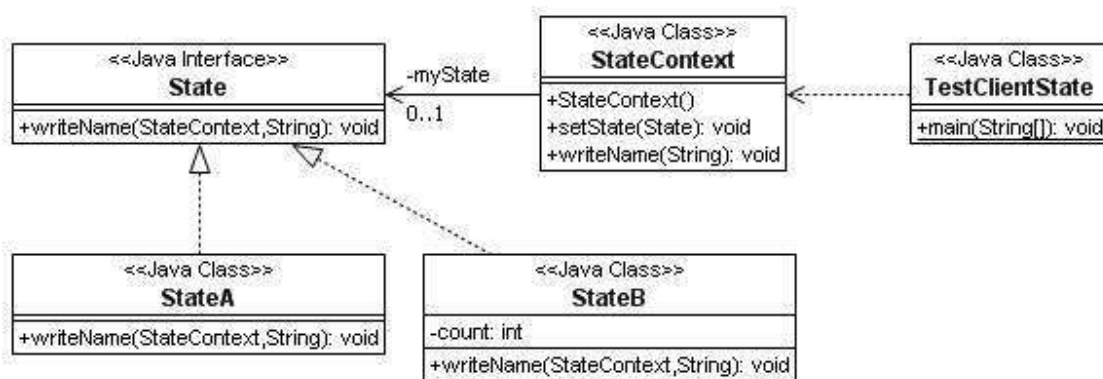 <<Java Interface>>
State
+writeName(StateContext,String): void
-myState
0..1
<<Java Class>>
StateContext
+StateContext()
+setState(State): void
+writeName(String): void
<<Java Class>>
TestClientState
+main(String[]): void
<<Java Class>>
StateA
+writeName(StateContext,String): void
<<Java Class>>
StateB
-count: int
+writeName(StateContext,String): void